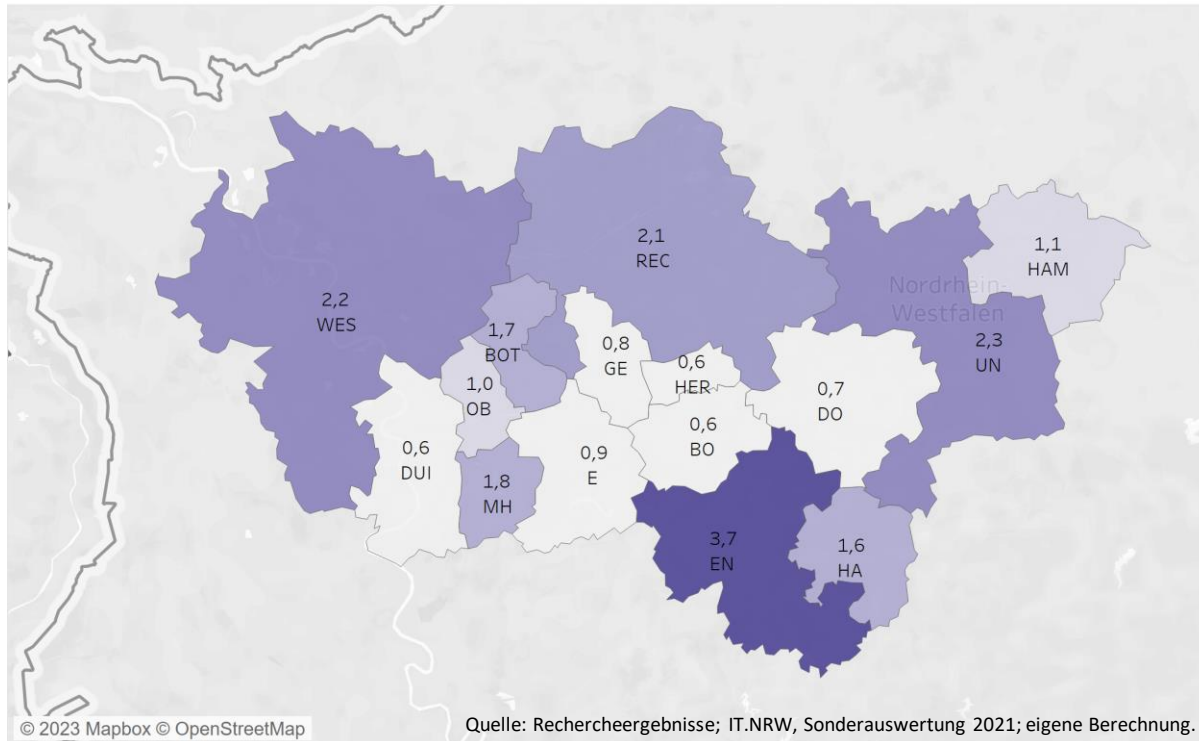 2,1
REC
1,1
HAM
Nordrhein-
Westfalen
2,2
WES
1,7
BOT
0,8
GE
0,6
HER
2,3
UN
1,0
OB
0,7
DO
0,6
BO
0,6
DUI
0,9
E
1,8
MH
3,7
EN
1,6
HA
© 2023 Mapbox © OpenStreetMap
Quelle: Rechercheergebnisse; IT.NRW, Sonderauswertung 2021; eigene Berechnung.